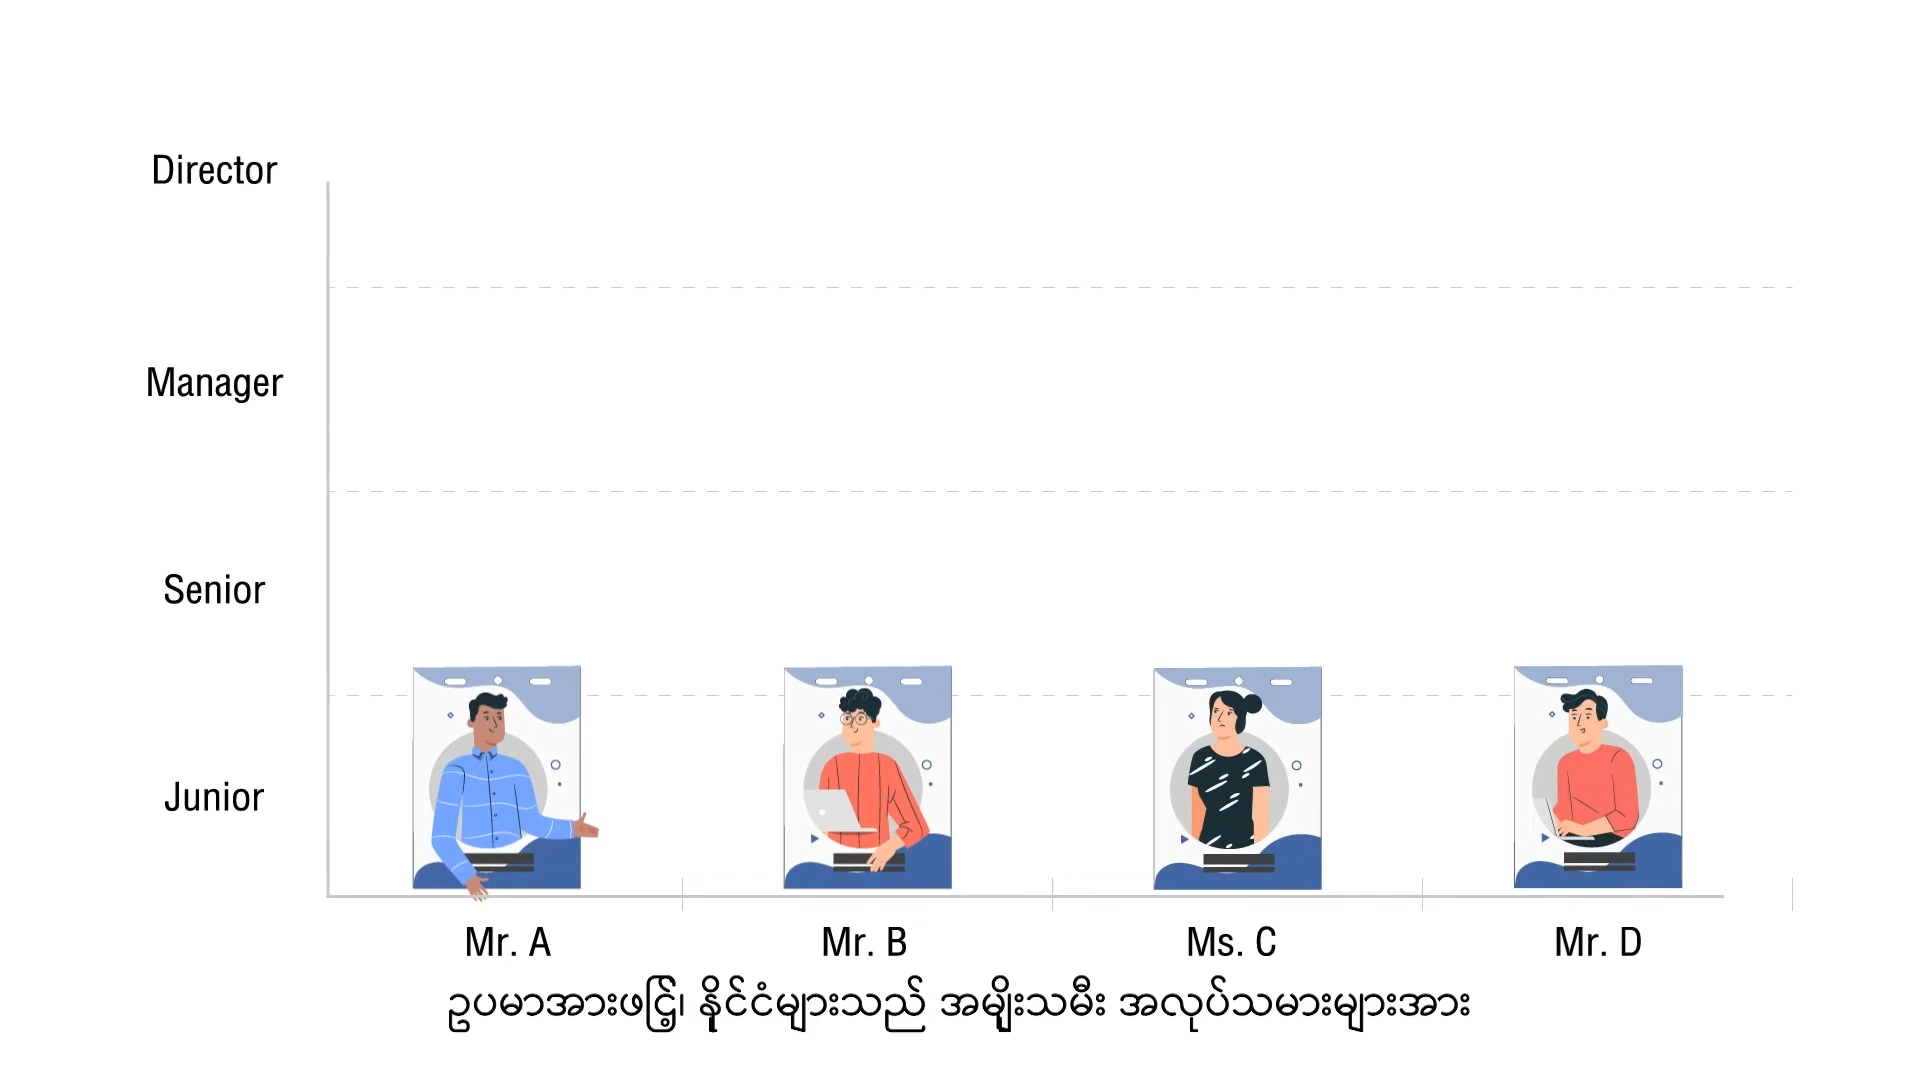 Director
Manager
Senior
Junior
Mr. A
Mr. B
Ms. C
Mr. D
ဥပမာအားဖြင့်၊ နိုင်ငံများသည် အမျိုးသမီး အလုပ်သမားများအား